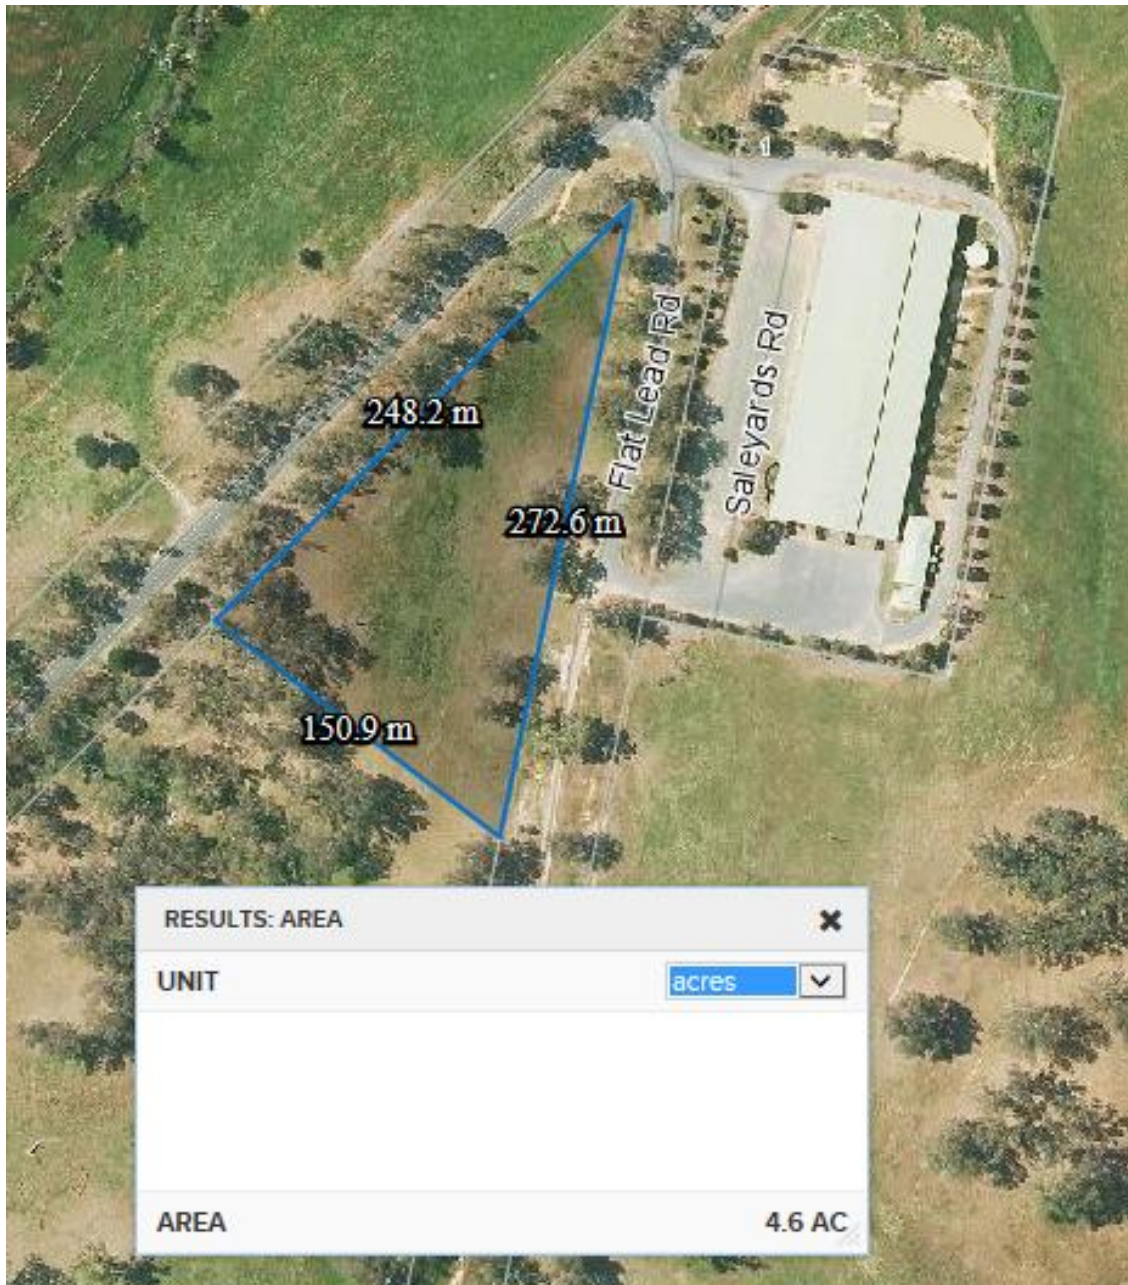 1
248.2 m
Flat Lead Rd
Saleyards Rd
272.6 m
150.9 m
RESULTS: AREA
UNIT
acres
AREA 4.6 AC